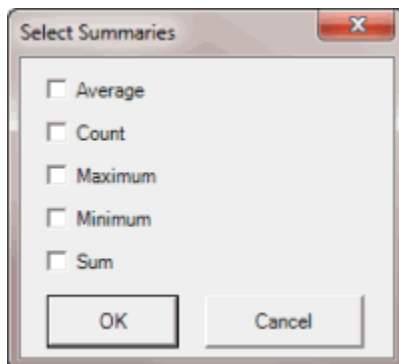 Select Summaries
Average
Count
Maximum
Minimum
Sum
OK Cancel